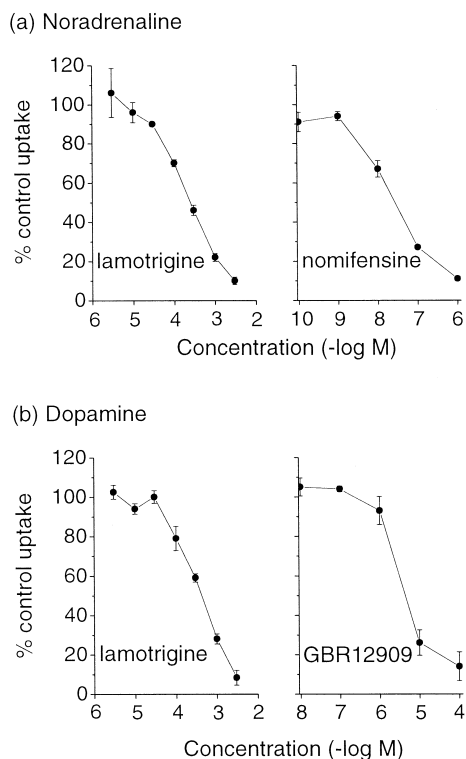 (a) Noradrenaline
% control uptake
120
100
80
60
40
20
0
lamotrigine
nomifensine
6 5 4 3 2
10 9 8 7 6
Concentration (-log M)
(b) Dopamine
% control uptake
120
100
80
60
40
20
0
lamotrigine
GBR12909
6 5 4 3 2
8 7 6 5 4
Concentration (-log M)